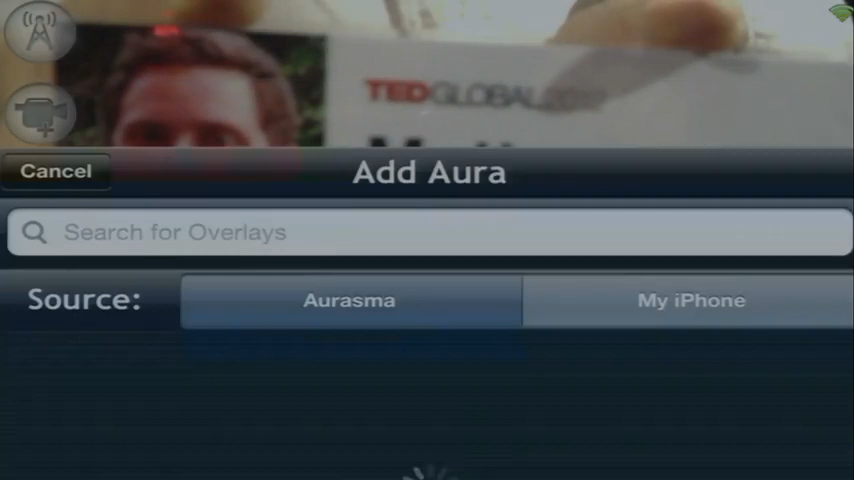 TEDGLOBAL
Cancel
Add Aura
Search for Overlays
Source:
Aurasma
My iPhone